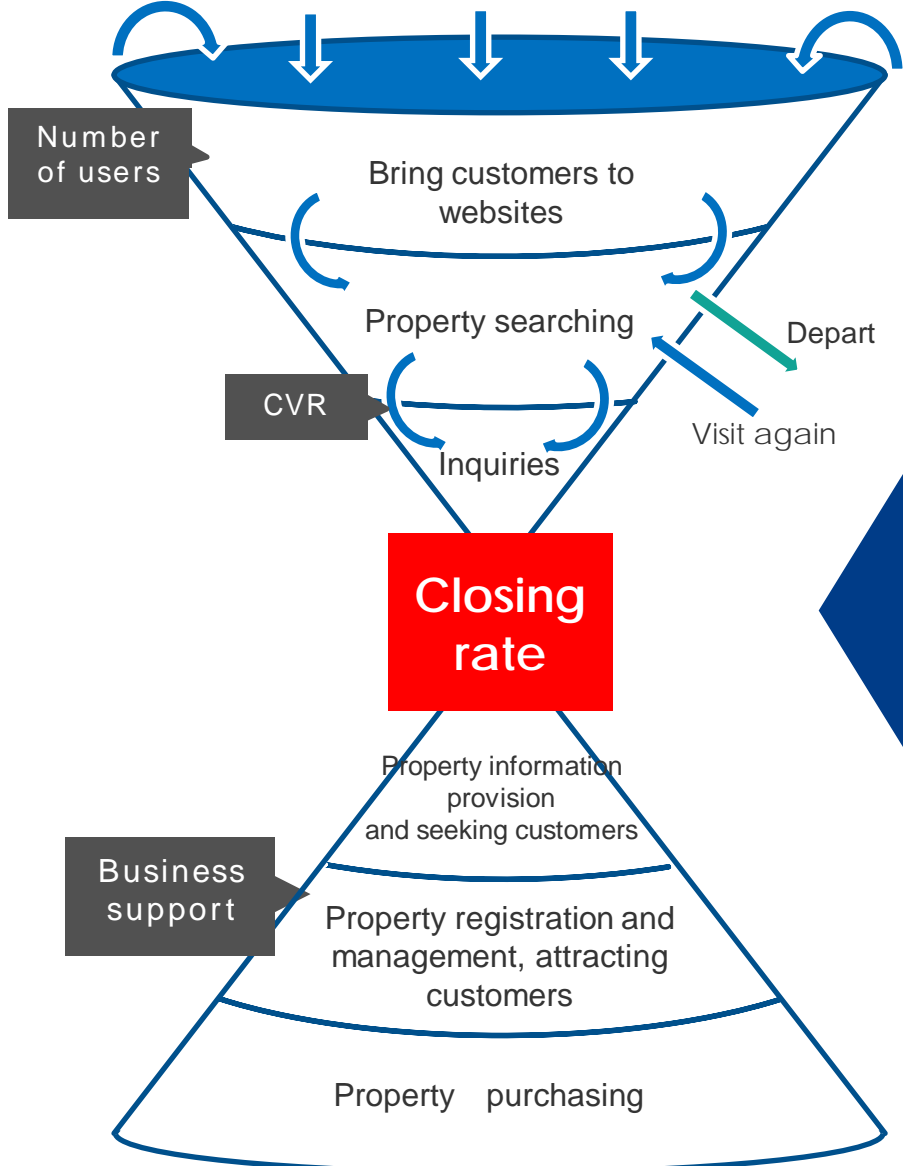 Number
of users
Bring customers to
websites
Property searching
Depart
CVR
Visit again
Inquiries
Closing
rate
Property information
provision
and seeking customers
Business
support
Property registration and
management, attracting
customers
Property purchasing